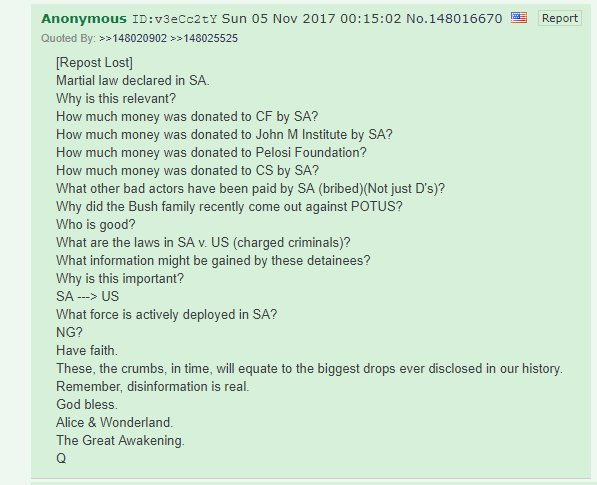 Anonymous ID:v3eCc2tY Sun 05 Nov 2017 00:15:02 No.148016670 Report
Quoted By: >>148020902 >>148025525
[Repost Lost]
Martial law declared in SA.
Why is this relevant?
How much money was donated to CF by SA?
How much money was donated to John M Institute by SA?
How much money was donated to Pelosi Foundation?
How much money was donated to CS by SA?
What other bad actors have been paid by SA (bribed)(Not just D's)?
Why did the Bush family recently come out against POTUS?
Who is good?
What are the laws in SA v. US (charged criminals)?
What information might be gained by these detainees?
Why is this important?
SA ---> US
What force is actively deployed in SA?
NG?
Have faith.
These, the crumbs, in time, will equate to the biggest drops ever disclosed in our history.
Remember, disinformation is real.
God bless.
Alice & Wonderland.
The Great Awakening.
Q